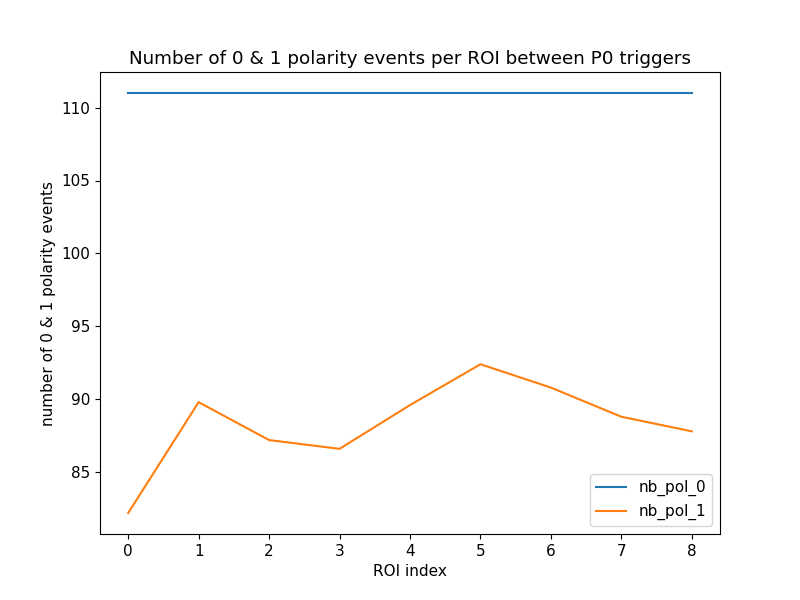 Number of 0 & 1 polarity events per ROI between P0 triggers
110
105
100
95
90
85
number of 0 & 1 polarity events
0 1 2 3 4 5 6 7 8
ROI index
nb_pol_0
nb_pol_1